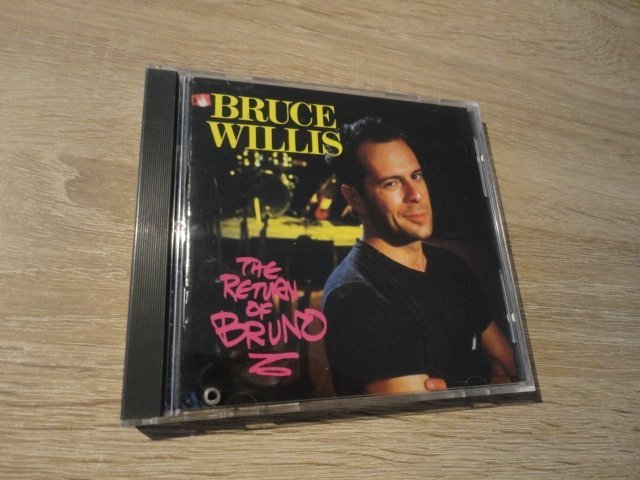 BRUCE
WILLIS
THE
RETURN
OF
BRUNO